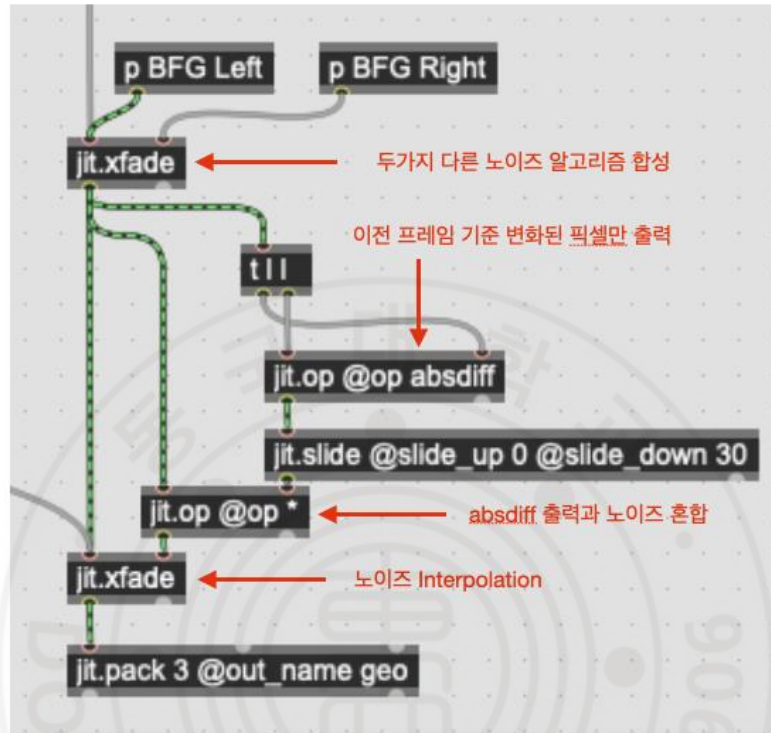 p BFG Left
p BFG Right
jit.xfade
두가지 다른 노이즈 알고리즘 합성
이전 프레임 기준 변화된 픽셀만 출력
t l l
jit.op @op absdiff
jit.slide @slide_up 0 @slide_down 30
jit.op @op *
absdiff 출력과 노이즈 혼합
jit.xfade
노이즈 Interpolation
jit.pack 3 @out_name geo